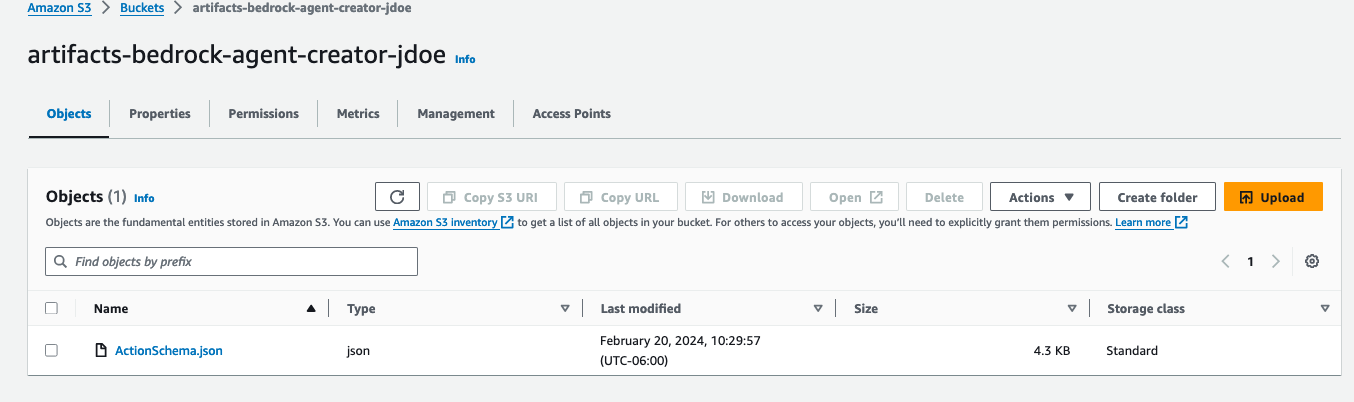 Amazon S3 > Buckets > artifacts-bedrock-agent-creator-jdoe
artifacts-bedrock-agent-creator-jdoe Info
Objects Properties Permissions Metrics Management Access Points
Objects (1) Info Copy S3 URI Copy URL Download Open Delete Actions Create folder Upload
Objects are the fundamental entities stored in Amazon S3. You can use Amazon S3 inventory to get a list of all objects in your bucket. For others to access your objects, you'll need to explicitly grant them permissions. Learn more
Find objects by prefix 1
Name Type Last modified Size Storage class
ActionSchema.json json February 20, 2024, 10:29:57 4.3 KB Standard
(UTC-06:00)